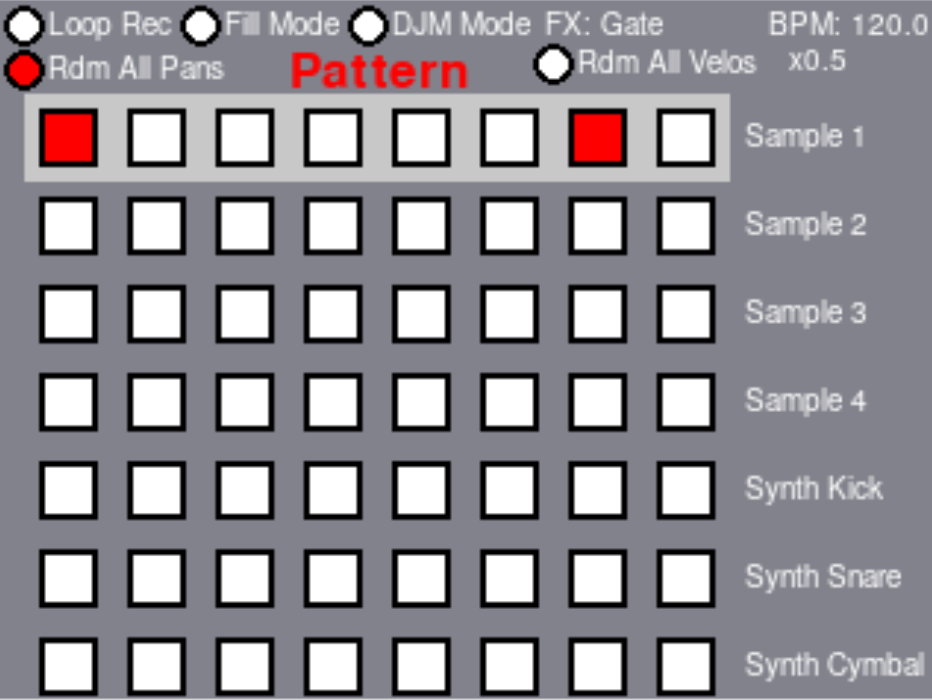 Loop Rec Fill Mode DJM Mode FX: Gate BPM: 120.0
Rdm All Pans Pattern Rdm All Velos x0.5
Sample 1
Sample 2
Sample 3
Sample 4
Synth Kick
Synth Snare
Synth Cymbal